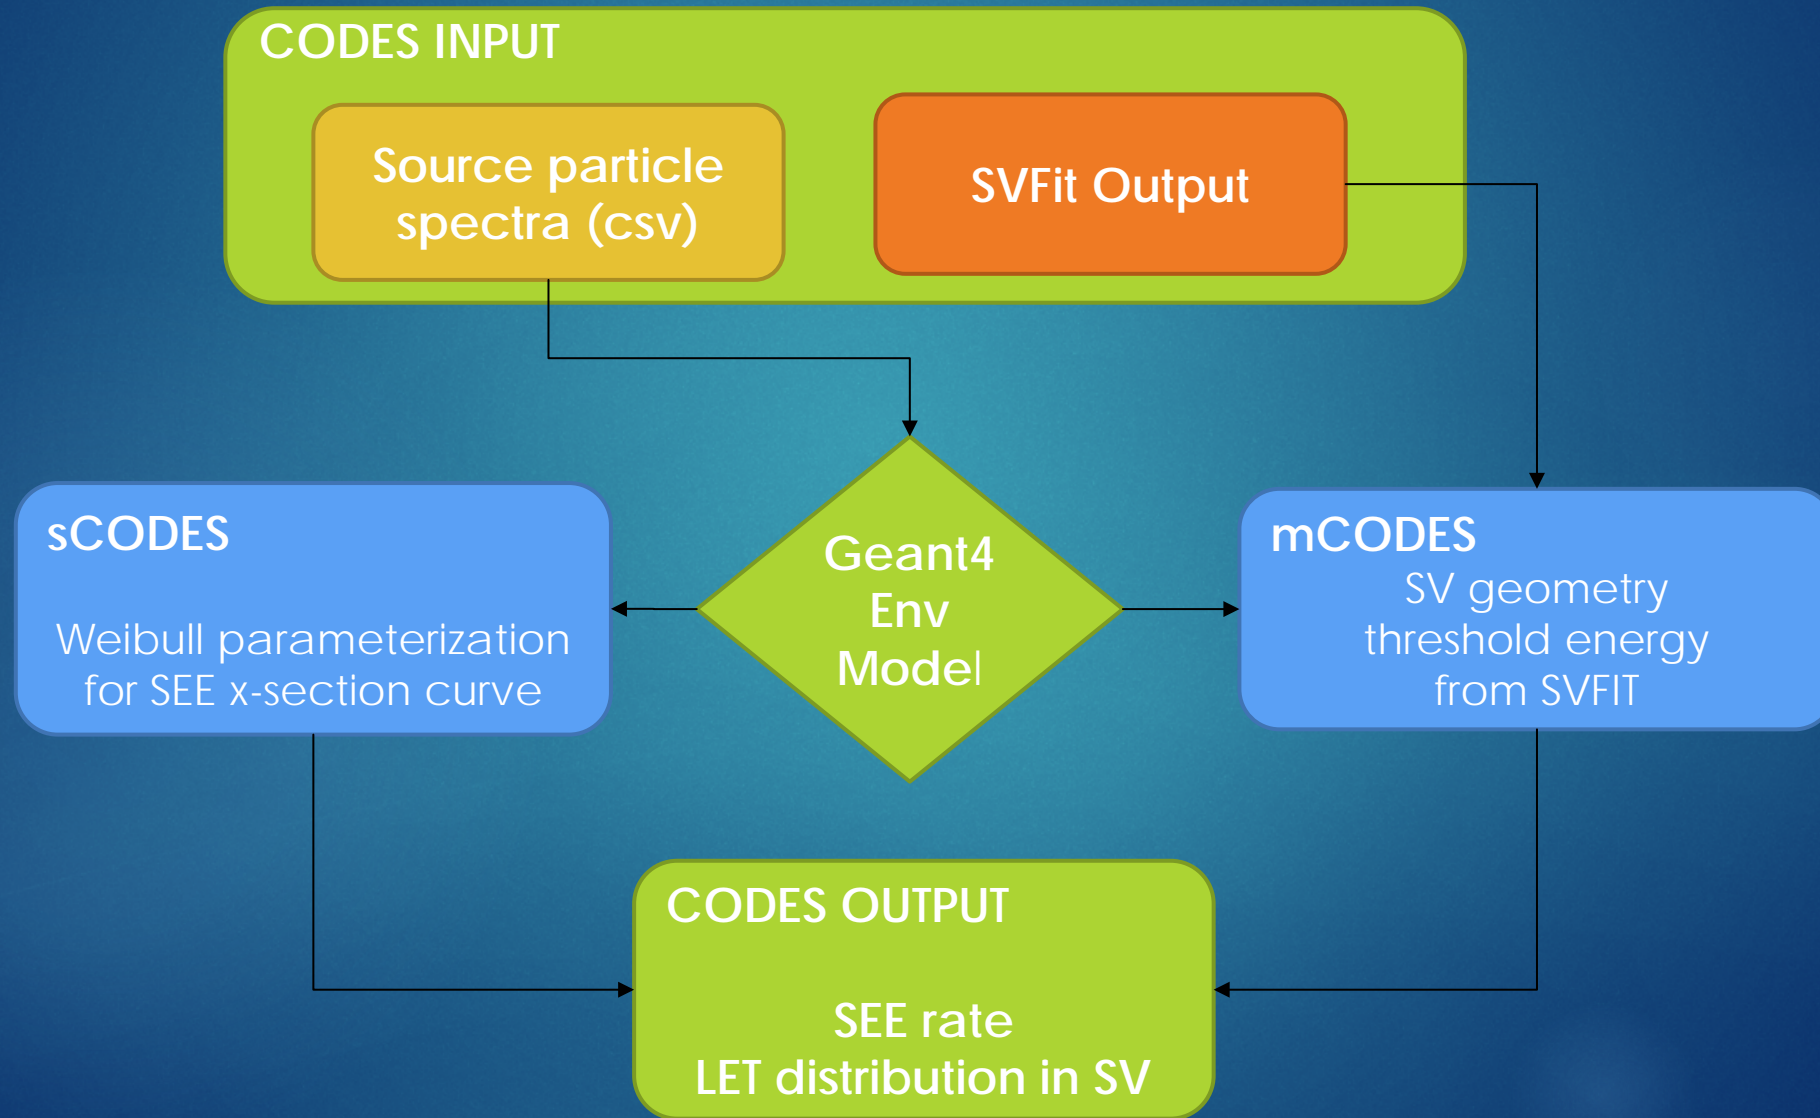 CODES INPUT
Source particle
spectra (csv)
SVFit Output
sCODES
Weibull parameterization
for SEE x-section curve
Geant4
Env
Model
mCODES
SV geometry
threshold energy
from SVFIT
CODES OUTPUT
SEE rate
LET distribution in SV